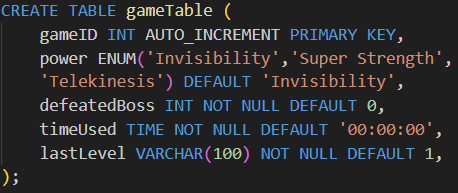 CREATE TABLE gameTable (
gameID INT AUTO_INCREMENT PRIMARY KEY,
power ENUM('Invisibility','Super Strength',
'Telekinesis') DEFAULT 'Invisibility',
defeatedBoss INT NOT NULL DEFAULT 0,
timeUsed TIME NOT NULL DEFAULT '00:00:00',
lastLevel VARCHAR(100) NOT NULL DEFAULT 1,
);